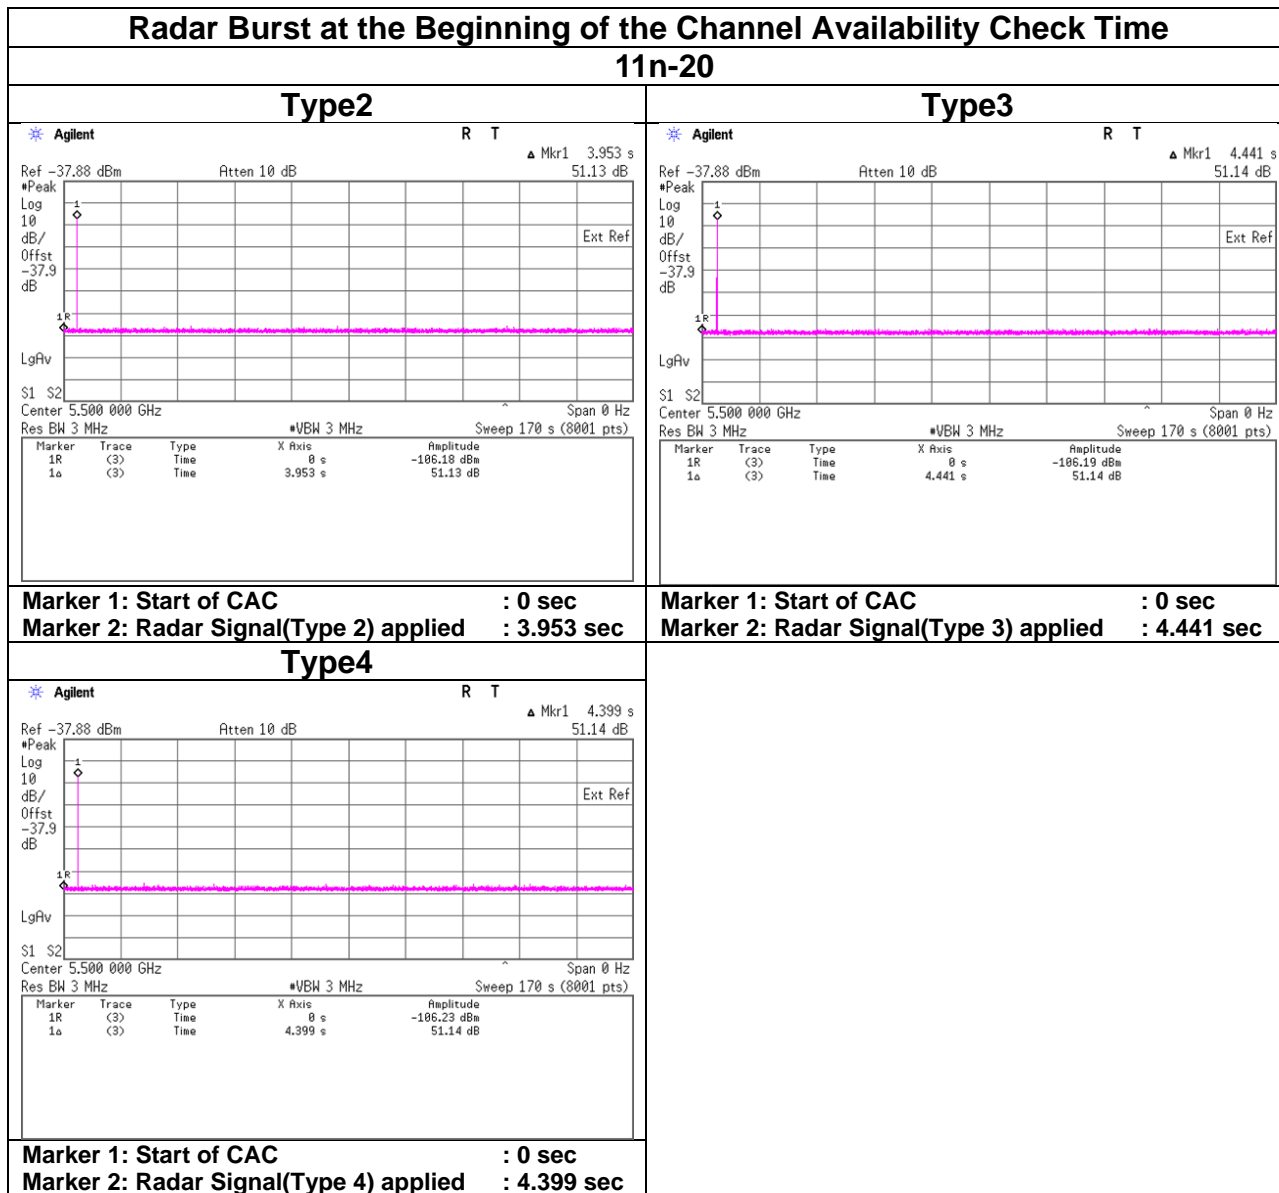 Radar Burst at the Beginning of the Channel Availability Check Time
11n-20
Type2
Agilent R T
Δ Mkr1 3.953 s
Ref -37.88 dBm Atten 10 dB 51.13 dB
#Peak
Log
10
dB/
Offst
-37.9
dB
1
Ext Ref
1R
LgAv
S1 S2
Center 5.500 000 GHz Span 0 Hz
Res BW 3 MHz #VBW 3 MHz Sweep 170 s (8001 pts)
Marker Trace Type X Axis Amplitude
1R (3) Time 0 s -106.18 dBm
1Δ (3) Time 3.953 s 51.13 dB
Marker 1: Start of CAC : 0 sec
Marker 2: Radar Signal(Type 2) applied : 3.953 sec
Type3
Agilent R T
Δ Mkr1 4.441 s
Ref -37.88 dBm Atten 10 dB 51.14 dB
#Peak
Log
10
dB/
Offst
-37.9
dB
1
Ext Ref
1R
LgAv
S1 S2
Center 5.500 000 GHz Span 0 Hz
Res BW 3 MHz #VBW 3 MHz Sweep 170 s (8001 pts)
Marker Trace Type X Axis Amplitude
1R (3) Time 0 s -106.19 dBm
1Δ (3) Time 4.441 s 51.14 dB
Marker 1: Start of CAC : 0 sec
Marker 2: Radar Signal(Type 3) applied : 4.441 sec
Type4
Agilent R T
Δ Mkr1 4.399 s
Ref -37.88 dBm Atten 10 dB 51.14 dB
#Peak
Log
10
dB/
Offst
-37.9
dB
1
Ext Ref
1R
LgAv
S1 S2
Center 5.500 000 GHz Span 0 Hz
Res BW 3 MHz #VBW 3 MHz Sweep 170 s (8001 pts)
Marker Trace Type X Axis Amplitude
1R (3) Time 0 s -106.23 dBm
1Δ (3) Time 4.399 s 51.14 dB
Marker 1: Start of CAC : 0 sec
Marker 2: Radar Signal(Type 4) applied : 4.399 sec